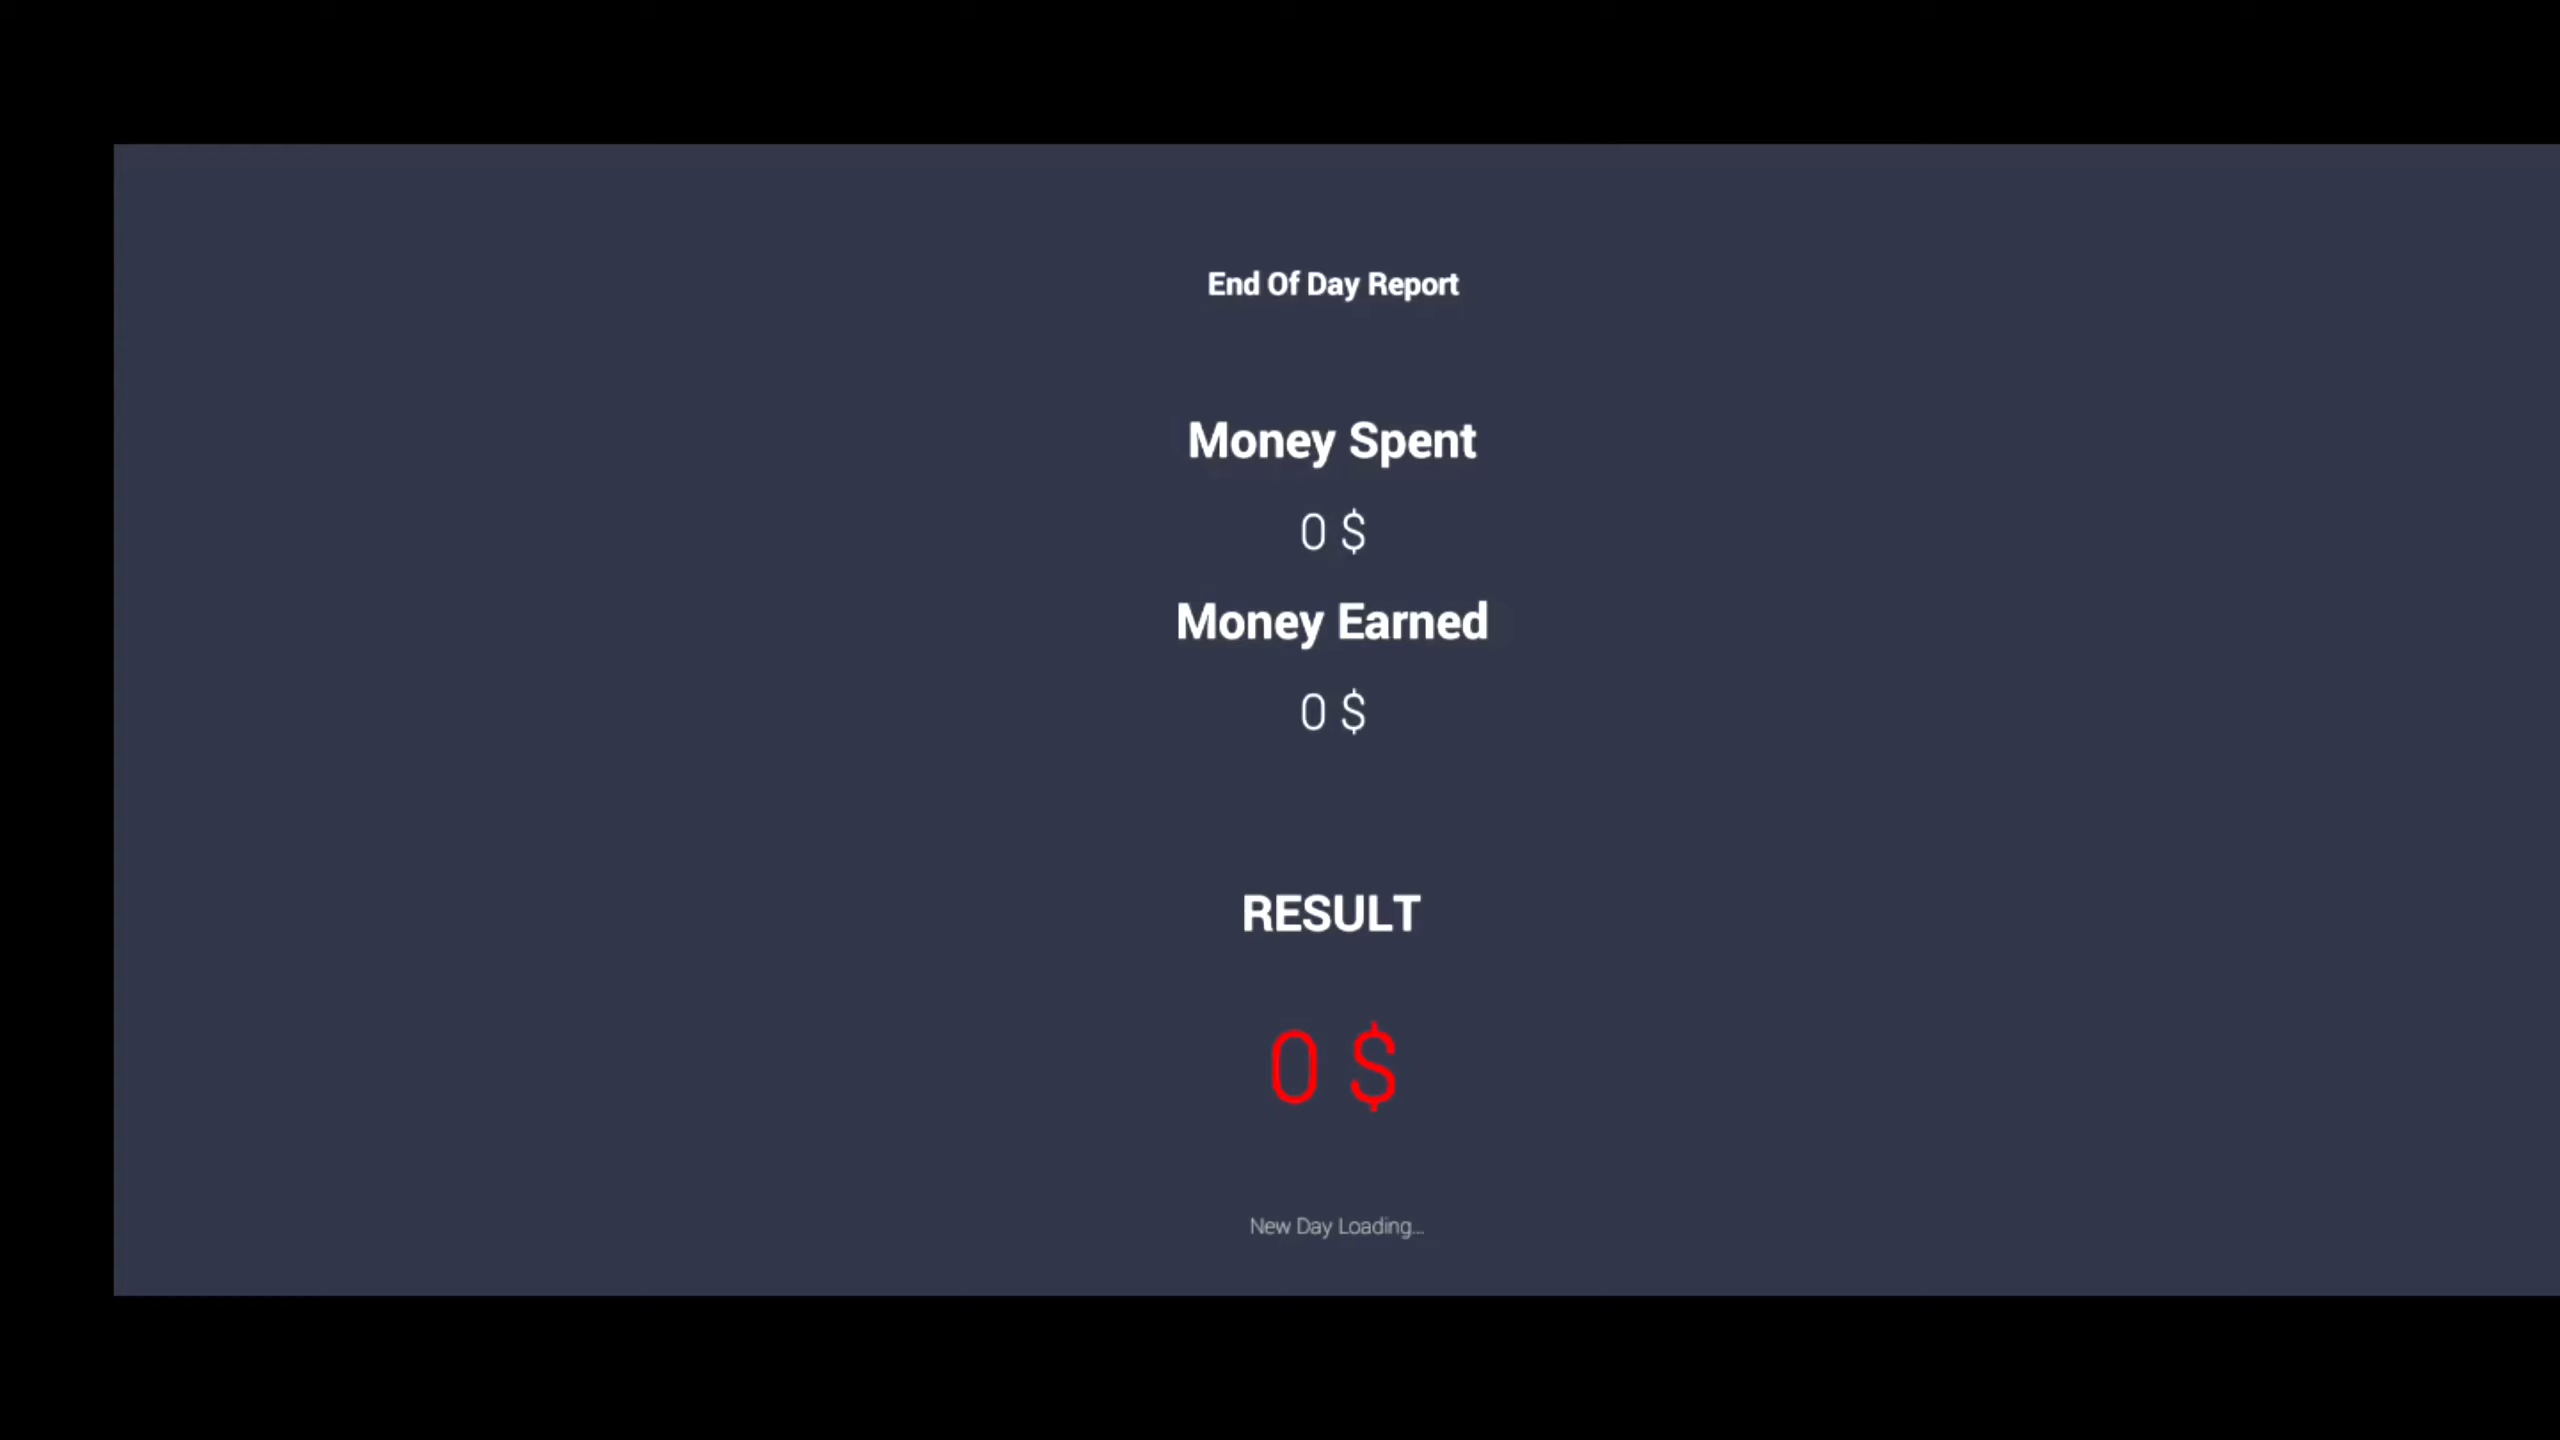 End Of Day Report
Money Spent
0 $
Money Earned
0 $
RESULT
0 $
New Day Loading...